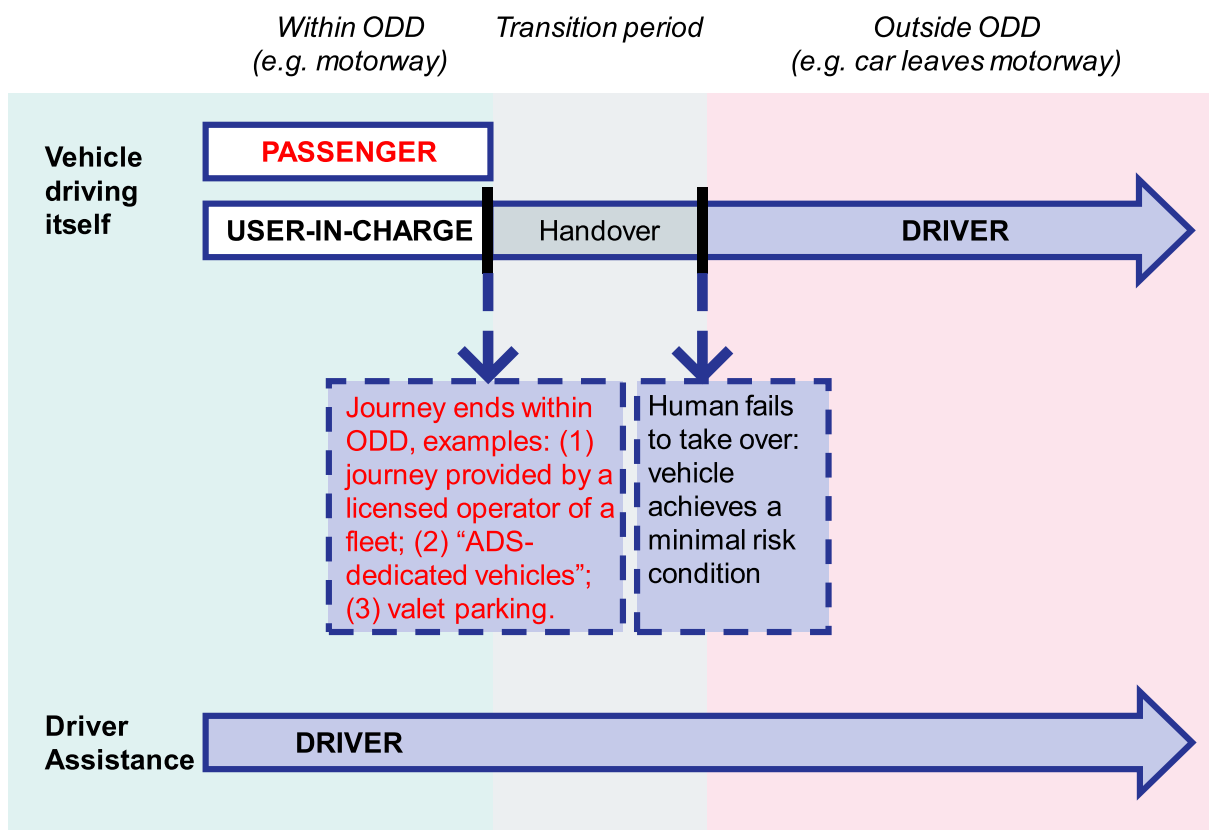 Within ODD
(e.g. motorway)
Transition period
Outside ODD
(e.g. car leaves motorway)
Vehicle
driving
itself
PASSENGER
USER-IN-CHARGE
Handover
DRIVER
Journey ends within
ODD, examples: (1)
journey provided by a
licensed operator of a
fleet; (2) “ADS-
dedicated vehicles”;
(3) valet parking.
Human fails
to take over:
vehicle
achieves a
minimal risk
condition
Driver
Assistance
DRIVER